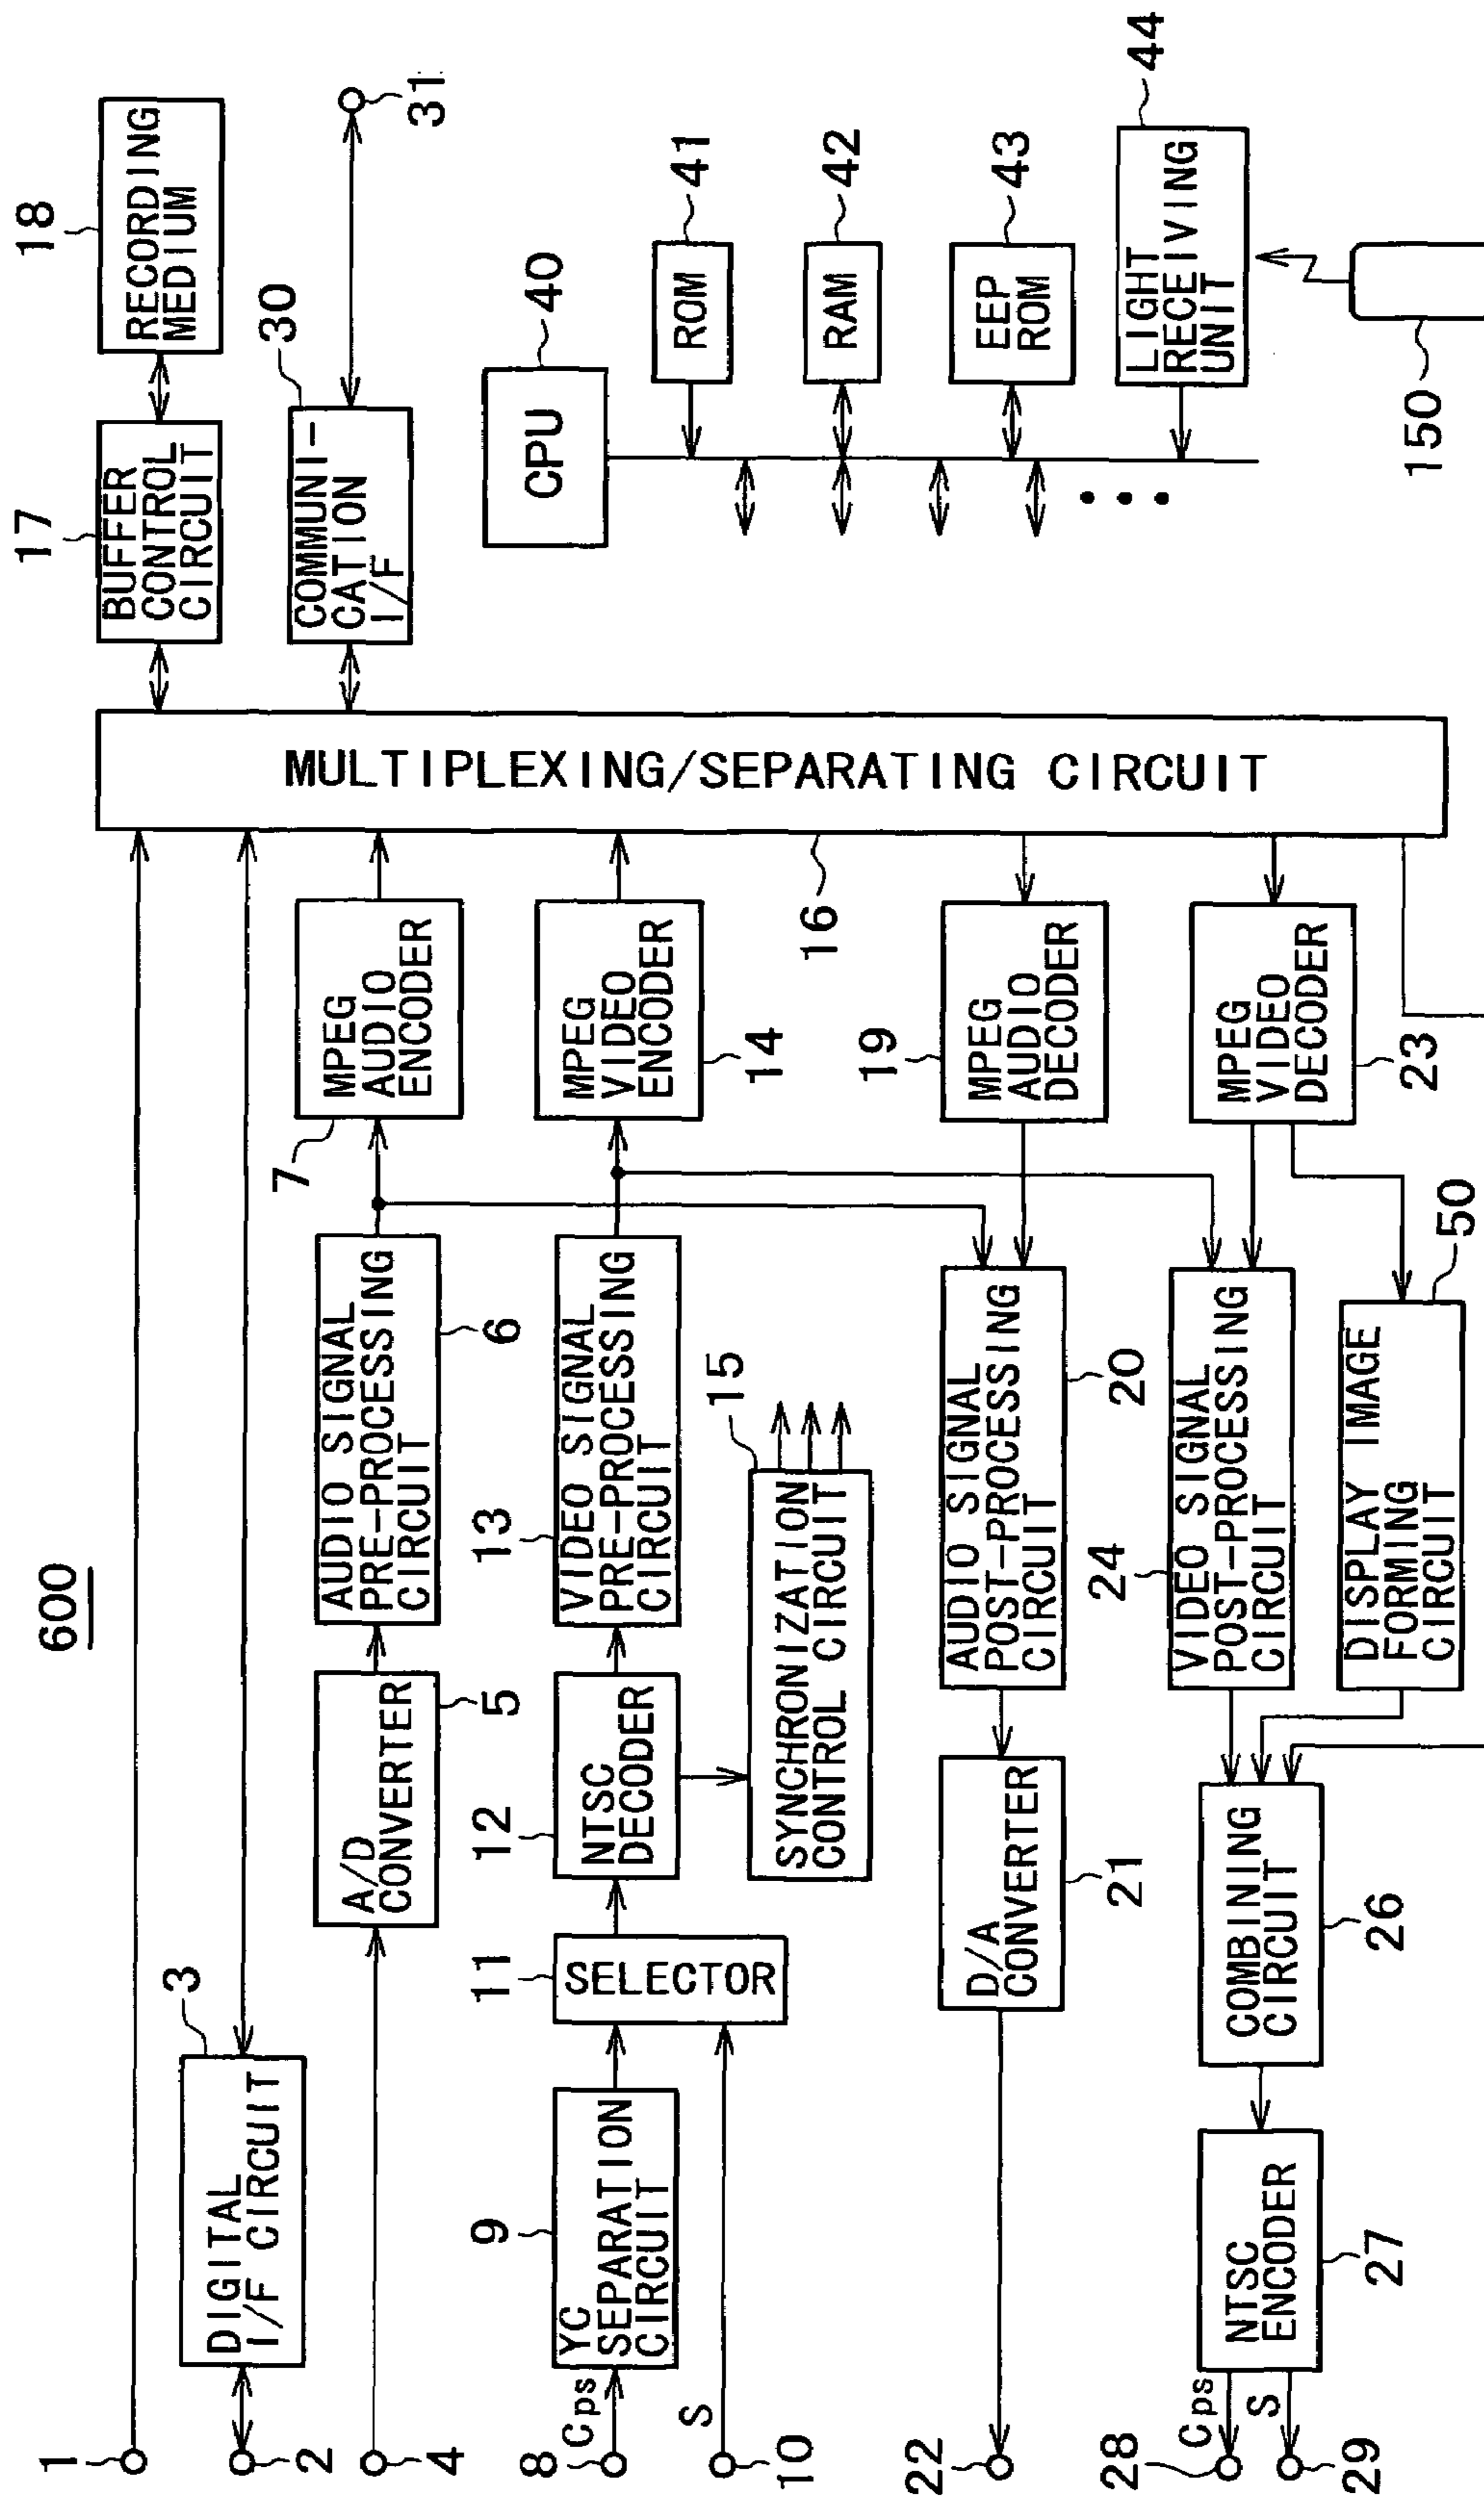 600
1
2
3
DIGITAL
I/F CIRCUIT
4
A/D
CONVERTER
5
AUDIO SIGNAL
PRE-PROCESSING
CIRCUIT
6
7
MPEG
AUDIO
ENCODER
8
Cps
9
YC
SEPARATION
CIRCUIT
10
S
11
SELECTOR
12
NTSC
DECODER
13
VIDEO SIGNAL
PRE-PROCESSING
CIRCUIT
14
MPEG
VIDEO
ENCODER
15
SYNCHRONIZATION
CONTROL CIRCUIT
16
MULTIPLEXING/SEPARATING CIRCUIT
17
BUFFER
CONTROL
CIRCUIT
18
RECORDING
MEDIUM
30
COMMUNI-
CATION
I/F
31
40
CPU
41
ROM
42
RAM
43
EEP
ROM
44
LIGHT
RECEIVING
UNIT
150
19
MPEG
AUDIO
DECODER
20
AUDIO SIGNAL
POST-PROCESSING
CIRCUIT
21
D/A
CONVERTER
22
23
MPEG
VIDEO
DECODER
24
VIDEO SIGNAL
POST-PROCESSING
CIRCUIT
50
DISPLAY IMAGE
FORMING
CIRCUIT
26
COMBINING
CIRCUIT
27
NTSC
ENCODER
28
Cps
29
S